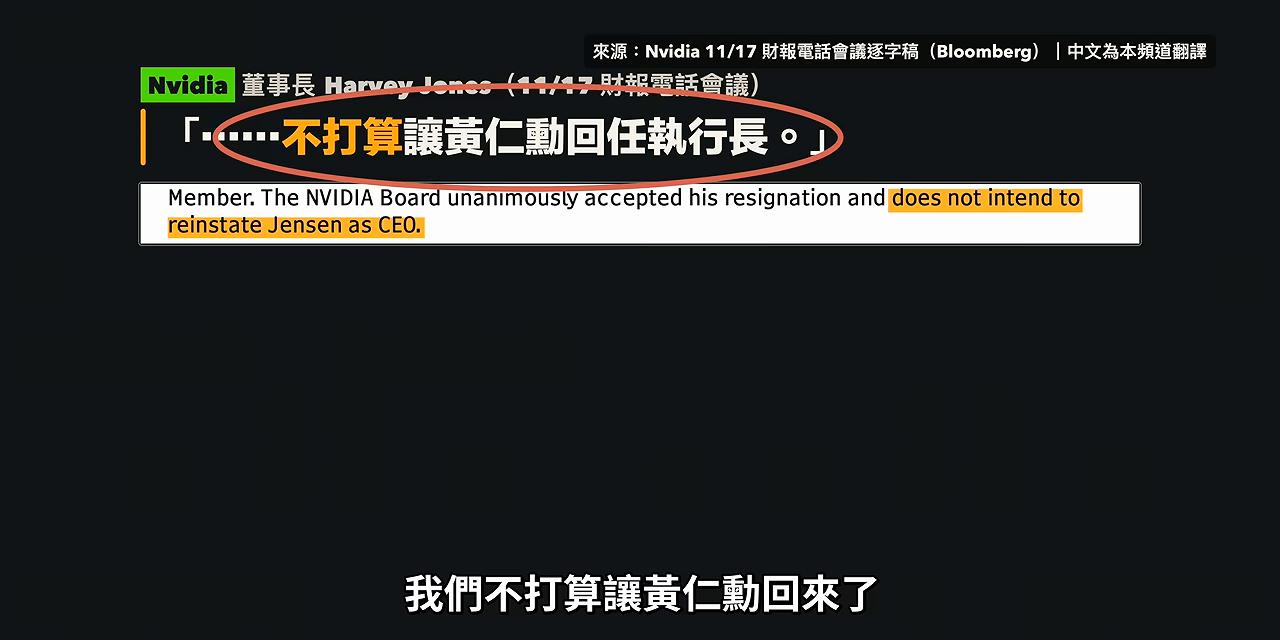 來源：Nvidia 11/17 財報電話會議逐字稿（Bloomberg）｜中文為本頻道翻譯
Nvidia 董事長 Harvey Jones（11/17 財報電話會議）
「⋯⋯不打算讓黃仁勳回任執行長。」
Member. The NVIDIA Board unanimously accepted his resignation and does not intend to
reinstate Jensen as CEO.
我們不打算讓黃仁勳回來了